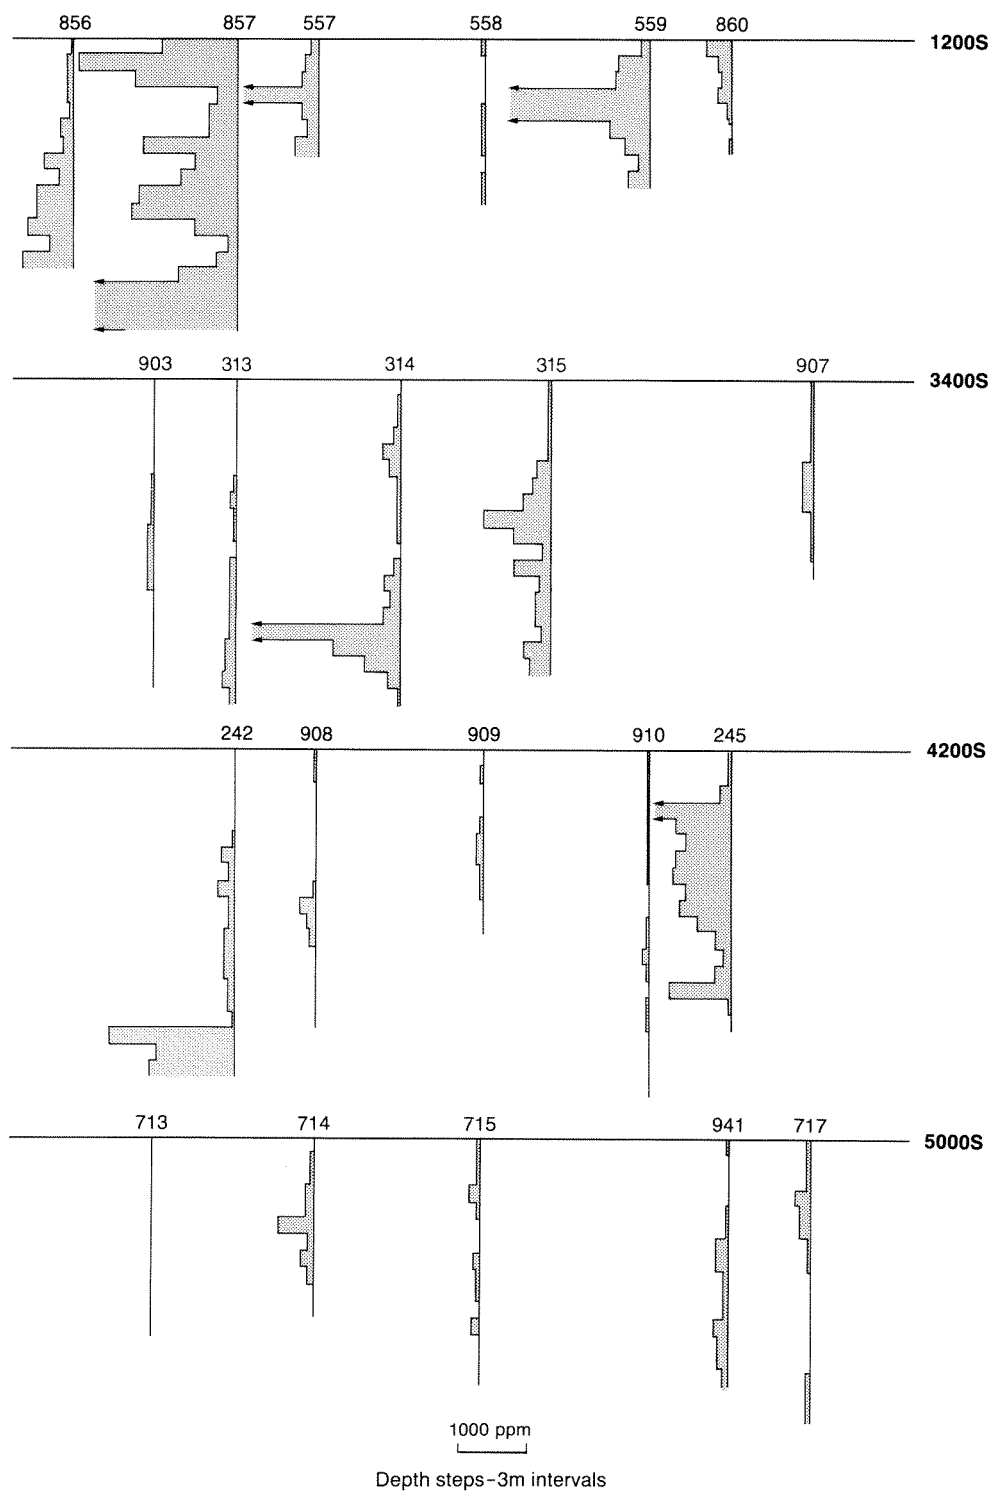 856 857 557 558 559 860
1200S
903 313 314 315 907
3400S
242 908 909 910 245
4200S
713 714 715 941 717
5000S
1000 ppm
Depth steps-3m intervals